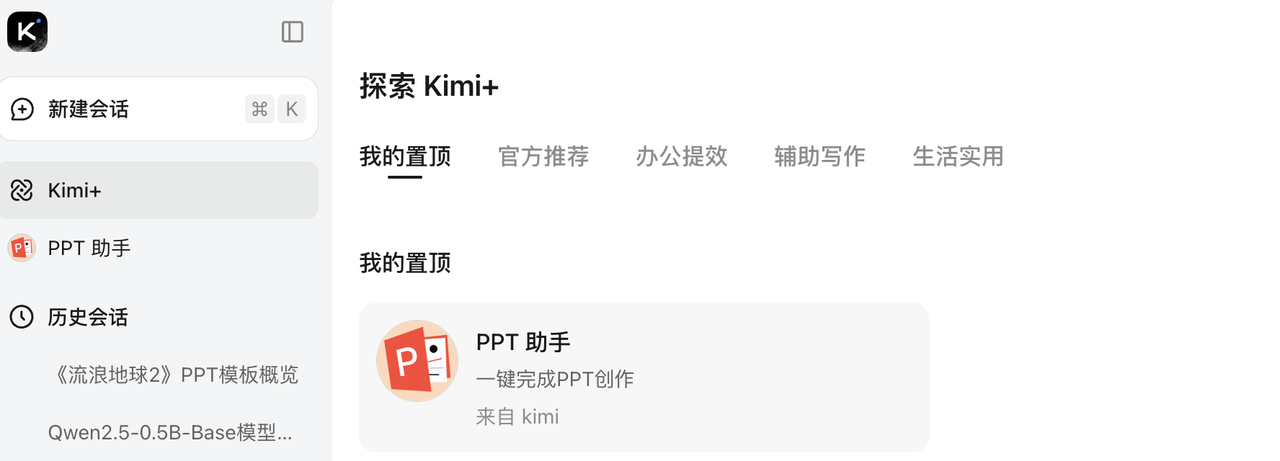 K
新建会话 ⌘ K
Kimi+
PPT 助手
历史会话
《流浪地球2》PPT模板概览
Qwen2.5-0.5B-Base模型...
探索 Kimi+
我的置顶 官方推荐 办公提效 辅助写作 生活实用
我的置顶
P
PPT 助手
一键完成PPT创作
来自 kimi